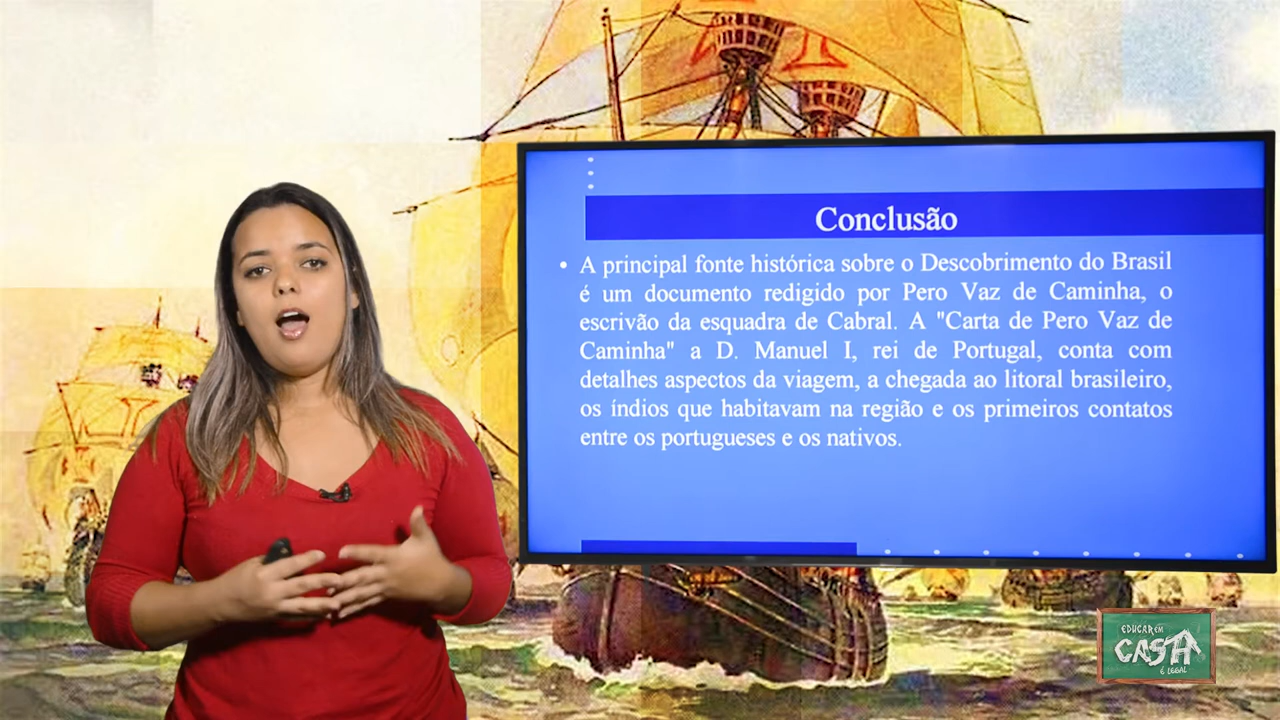 Conclusão
• A principal fonte histórica sobre o Descobrimento do Brasil
é um documento redigido por Pero Vaz de Caminha, o
escrivão da esquadra de Cabral. A "Carta de Pero Vaz de
Caminha" a D. Manuel I, rei de Portugal, conta com
detalhes aspectos da viagem, a chegada ao litoral brasileiro,
os índios que habitavam na região e os primeiros contatos
entre os portugueses e os nativos.
EDUCAR EM
CASA
É LEGAL